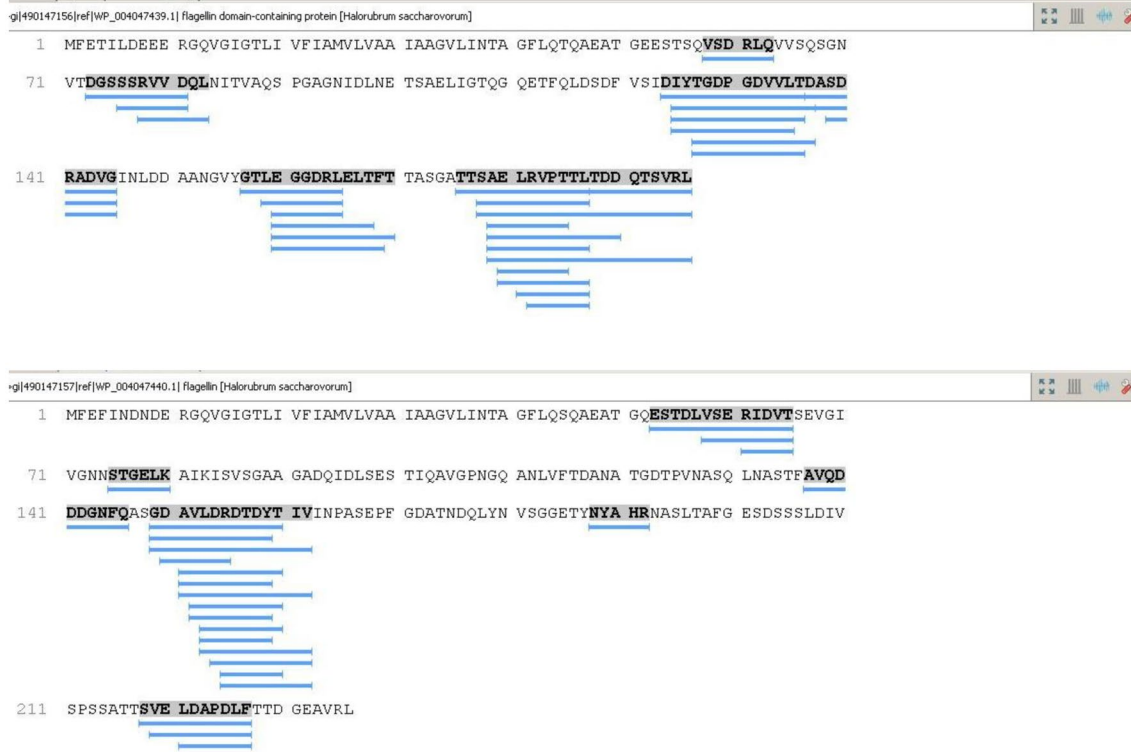 gi|490147156|ref|WP_004047439.1| flagellin domain-containing protein [Halorubrum saccharovorum]
1 MFETILDEEE RGQVGIGTLI VFIAMVLVAA IAAGVLINTA GFLQTQAEAT GEESTSQVSD RLQVVSQSGN
71 VTDGSSSRVV DQLNITVAQS PGAGNIDLNE TSAELIGTQG QETFQLDSDF VSIDIYTGDP GDVVLTDASD
141 RADVGINLDD AANGVYGTLE GGDRLELTFT TASGATTSAE LRVPTTLTDD QTSVRL
gi|490147157|ref|WP_004047440.1| flagellin [Halorubrum saccharovorum]
1 MFEFINDNDE RGQVGIGTLI VFIAMVLVAA IAAGVLINTA GFLQSQAEAT GQESTDLVSE RIDVTSEVGI
71 VGNNSTGELK AIKISVSGAA GADQIDLSES TIQAVGPNGQ ANLVFTDANA TGDTPVNASQ LNASTFAVQD
141 DDGNFQASGD AVLDRDTDYT IVINPASEPF GDATNDQLYN VSGGETYNYA HRNASLTAFG ESDSSSLDIV
211 SPSSATTSVE LDAPDLFTTD GEAVRL